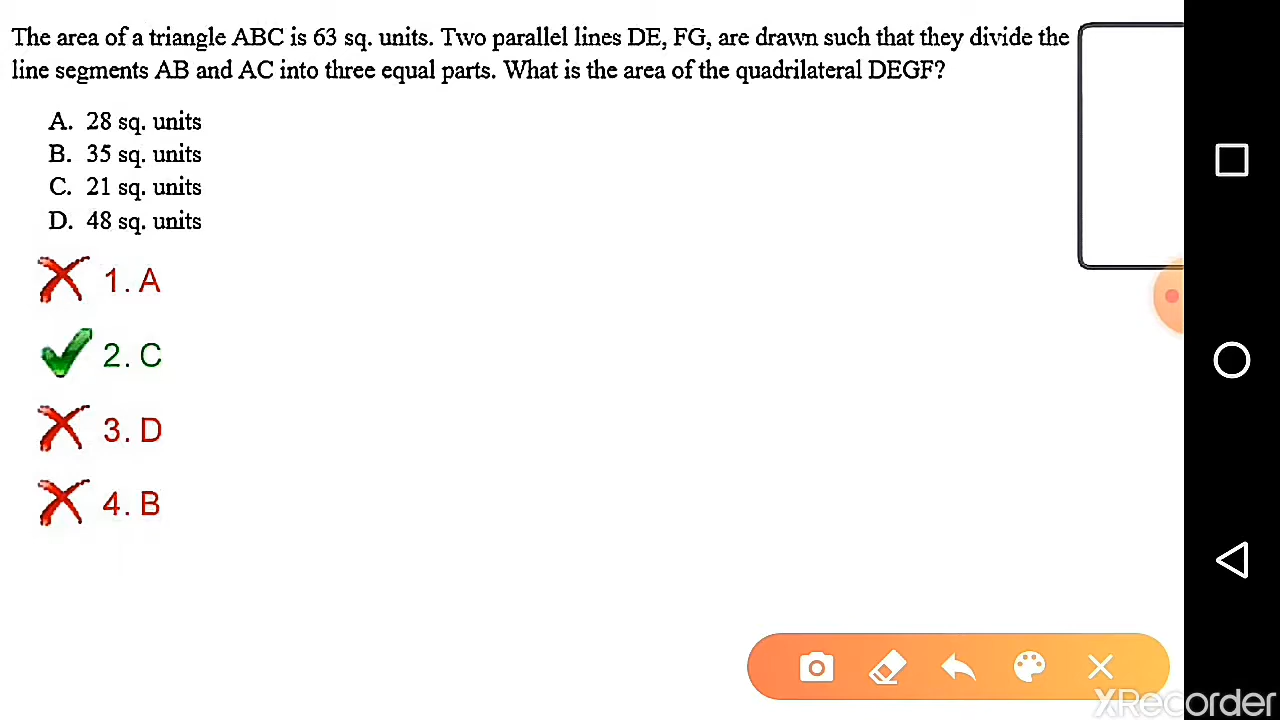 The area of a triangle ABC is 63 sq. units. Two parallel lines DE, FG, are drawn such that they divide the
line segments AB and AC into three equal parts. What is the area of the quadrilateral DEGF?
A. 28 sq. units
B. 35 sq. units
C. 21 sq. units
D. 48 sq. units
1. A
2. C
3. D
4. B
XRecorder